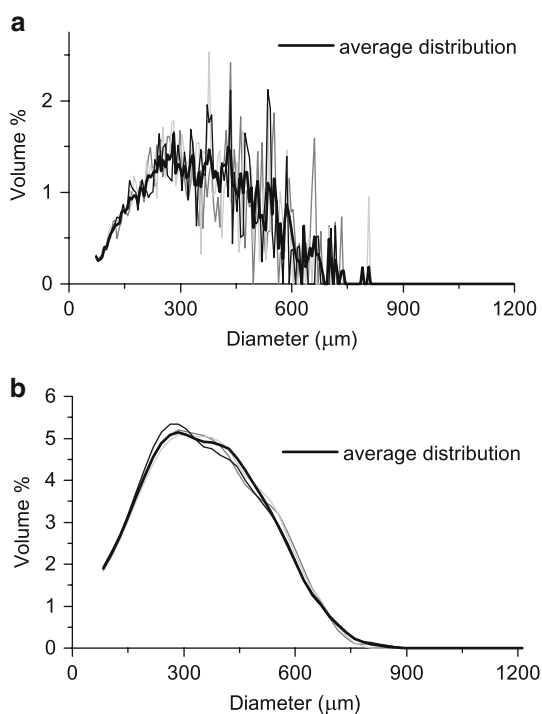 a
average distribution
Volume %
2
1
0
0 300 600 900 1200
Diameter (μm)
b
6
average distribution
5
4
Volume %
3
2
1
0
0 300 600 900 1200
Diameter (μm)